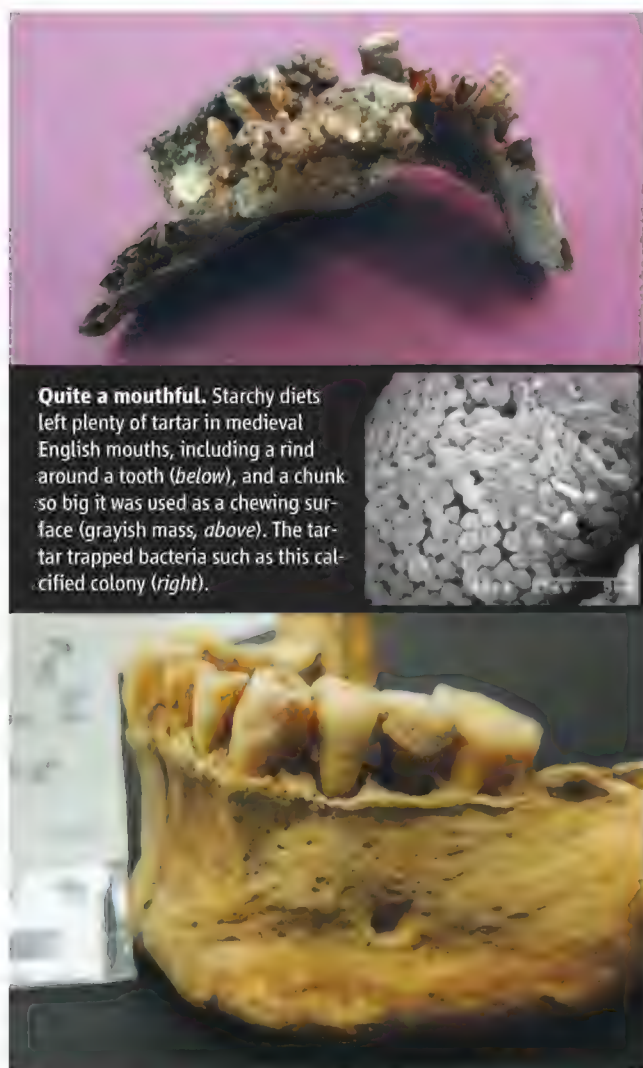 Quite a mouthful. Starchy diets
left plenty of tartar in medieval
English mouths, including a rind
around a tooth (below), and a chunk
so big it was used as a chewing sur-
face (grayish mass, above). The tar-
tar trapped bacteria such as this cal-
cified colony (right).